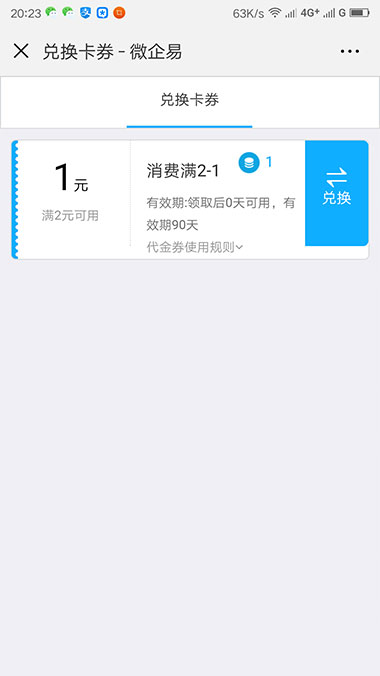 20:23 63K/s 4G+ G
兑换卡券 - 微企易
兑换卡券
1元
满2元可用
消费满2-1 1
有效期:领取后0天可用，有
效期90天
代金券使用规则
兑换